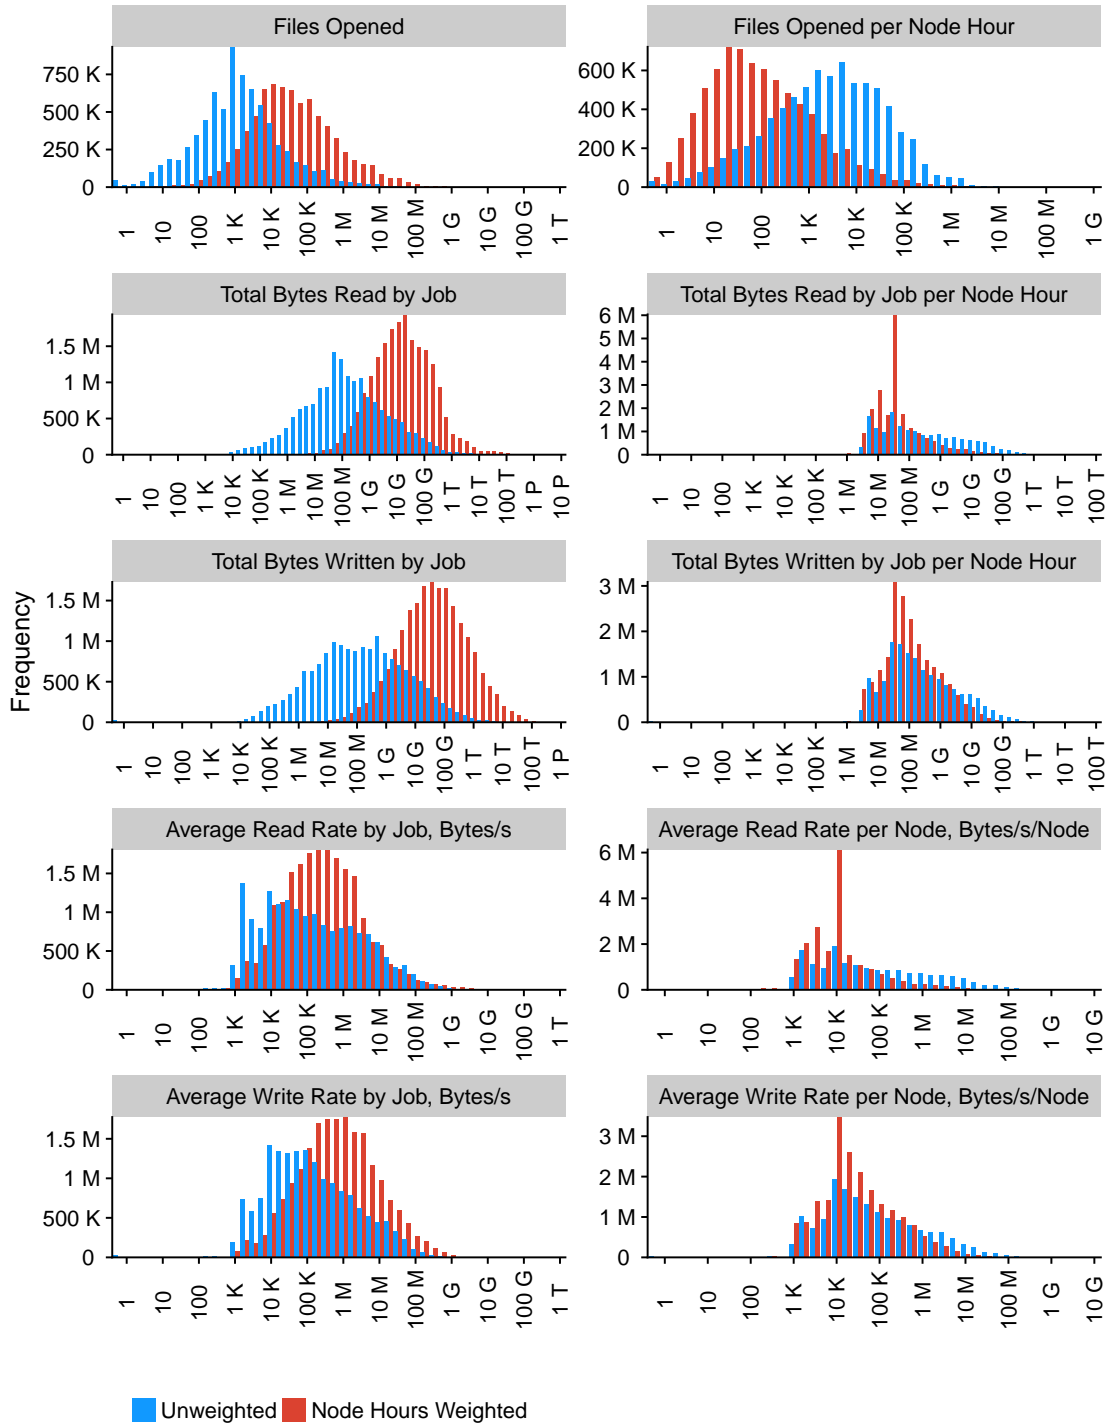 Files Opened
750 K
500 K
250 K
0
1 10 100 1 K 10 K 100 K 1 M 10 M 100 M 1 G 10 G 100 G 1 T
Files Opened per Node Hour
600 K
400 K
200 K
0
1 10 100 1 K 10 K 100 K 1 M 10 M 100 M 1 G
Total Bytes Read by Job
1.5 M
1 M
500 K
0
1 10 100 1 K 10 K 100 K 1 M 10 M 100 M 1 G 10 G 100 G 1 T 10 T 100 T 1 P 10 P
Total Bytes Read by Job per Node Hour
6 M
5 M
4 M
3 M
2 M
1 M
0
1 10 100 1 K 10 K 100 K 1 M 10 M 100 M 1 G 10 G 100 G 1 T 10 T 100 T
Frequency
Total Bytes Written by Job
1.5 M
1 M
500 K
0
1 10 100 1 K 10 K 100 K 1 M 10 M 100 M 1 G 10 G 100 G 1 T 10 T 100 T 1 P
Total Bytes Written by Job per Node Hour
3 M
2 M
1 M
0
1 10 100 1 K 10 K 100 K 1 M 10 M 100 M 1 G 10 G 100 G 1 T 10 T 100 T
Average Read Rate by Job, Bytes/s
1.5 M
1 M
500 K
0
1 10 100 1 K 10 K 100 K 1 M 10 M 100 M 1 G 10 G 100 G 1 T
Average Read Rate per Node, Bytes/s/Node
6 M
4 M
2 M
0
1 10 100 1 K 10 K 100 K 1 M 10 M 100 M 1 G 10 G
Average Write Rate by Job, Bytes/s
1.5 M
1 M
500 K
0
1 10 100 1 K 10 K 100 K 1 M 10 M 100 M 1 G 10 G 100 G 1 T
Average Write Rate per Node, Bytes/s/Node
3 M
2 M
1 M
0
1 10 100 1 K 10 K 100 K 1 M 10 M 100 M 1 G 10 G
Unweighted Node Hours Weighted